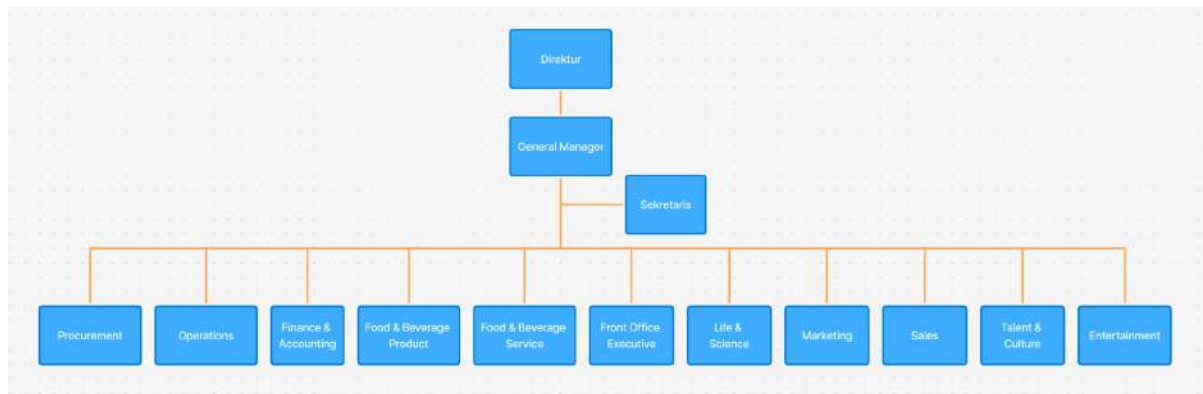 Direktur
General Manager
Sekretaris
Procurement
Operations
Finance &
Accounting
Food & Beverage
Product
Food & Beverage
Service
Front Office
Executive
Life &
Science
Marketing
Sales
Talent &
Culture
Entertainment